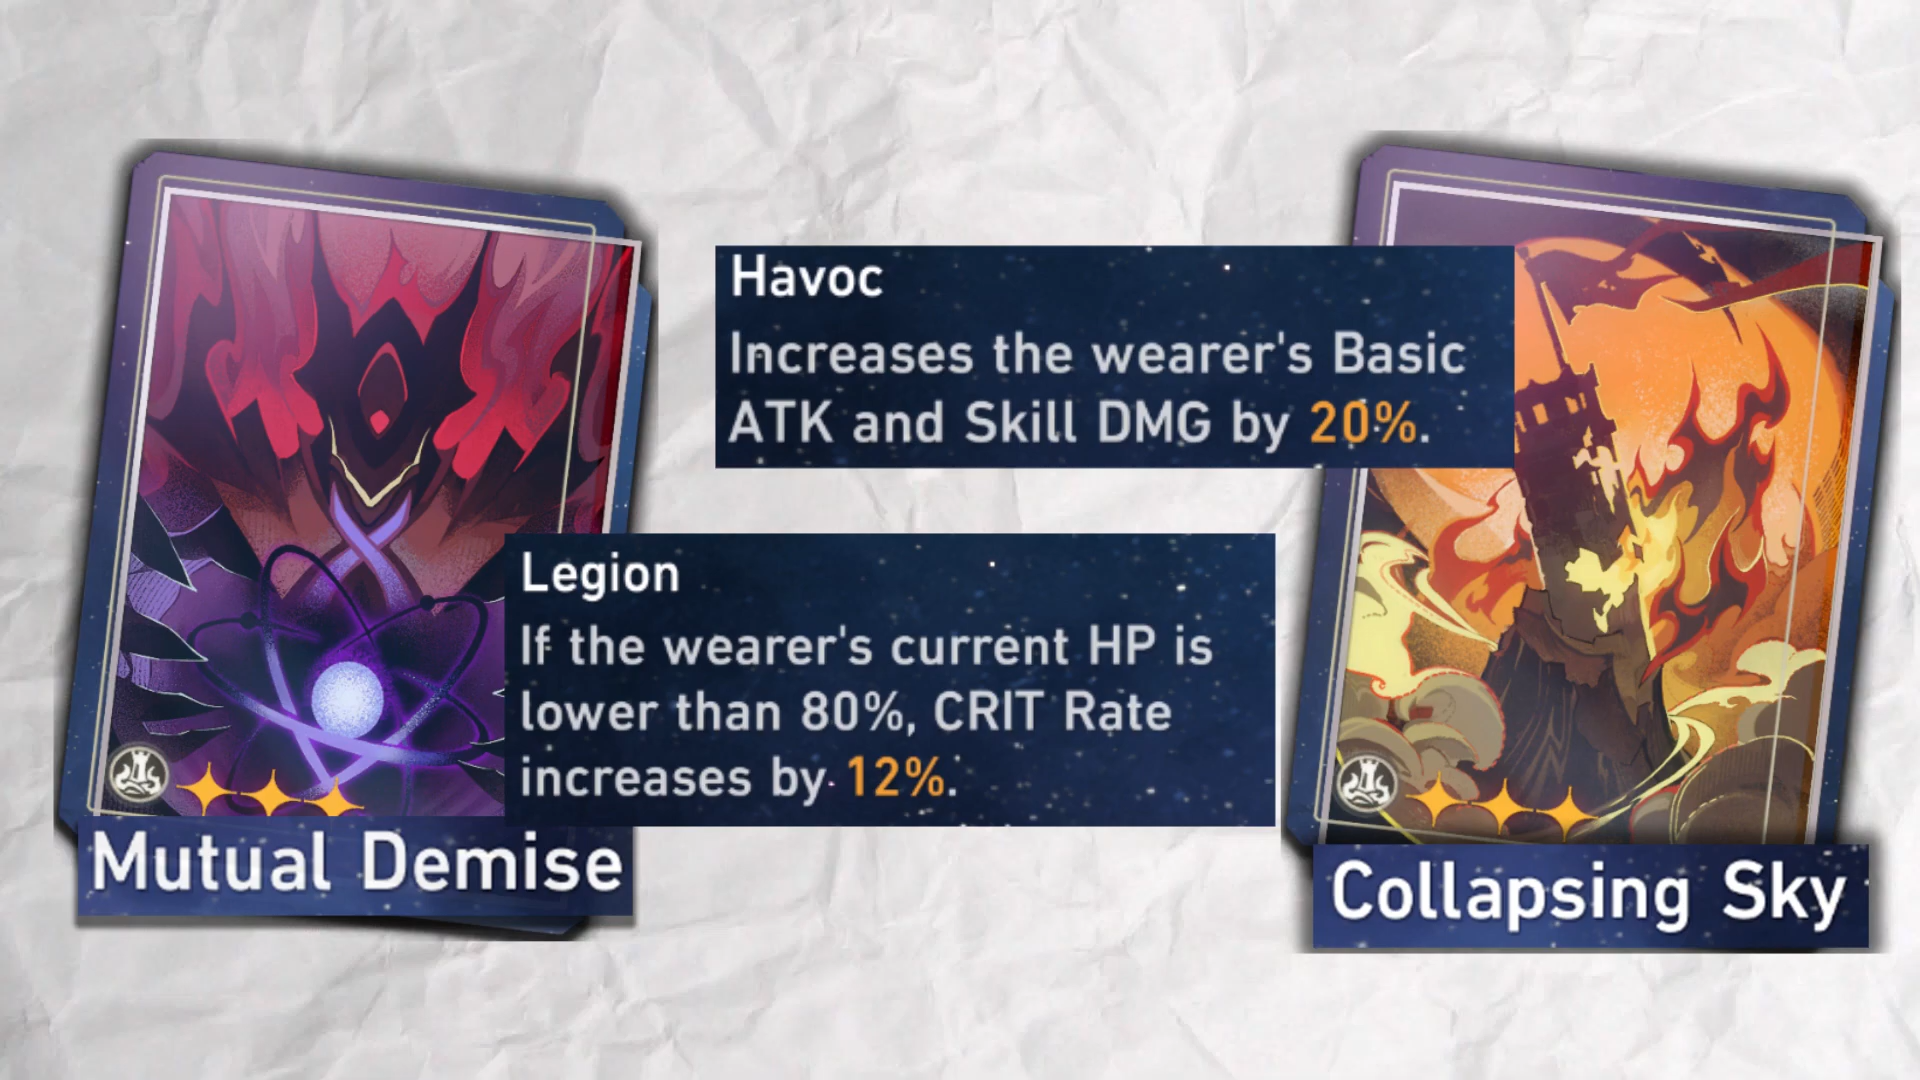 Havoc
Increases the wearer's Basic
ATK and Skill DMG by 20%.
Legion
If the wearer's current HP is
lower than 80%, CRIT Rate
increases by 12%.
Mutual Demise
Collapsing Sky